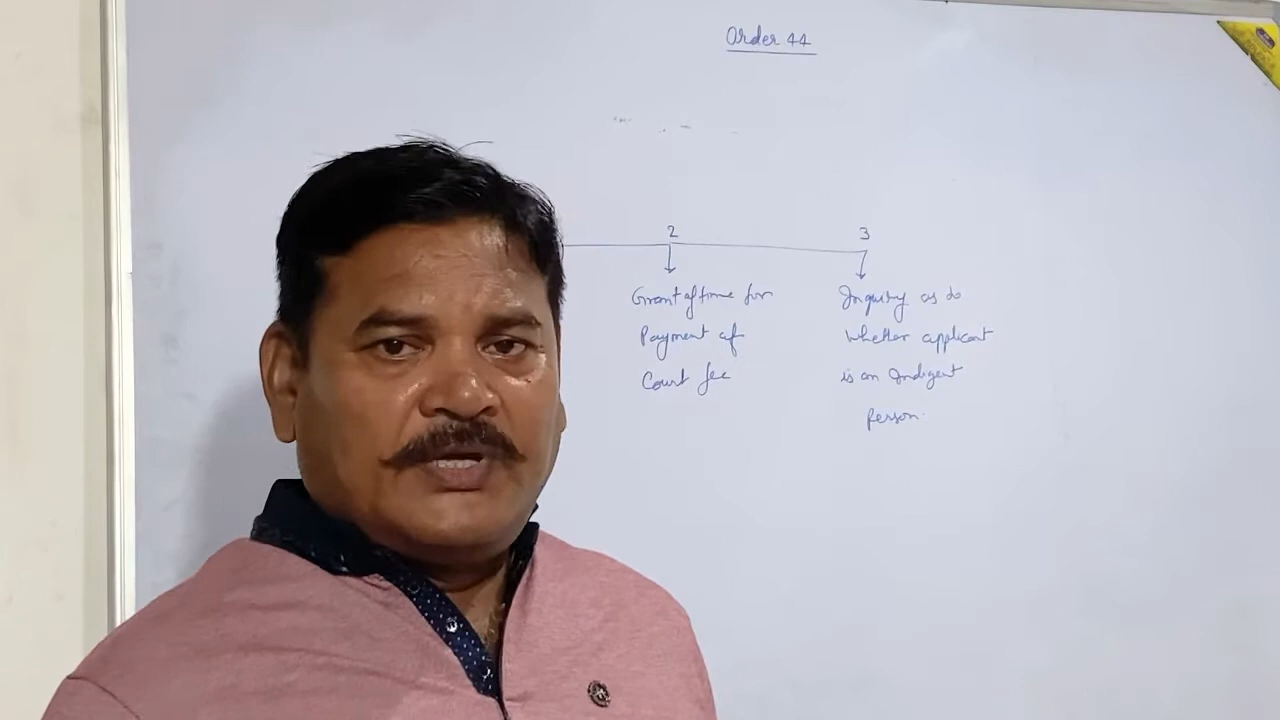 Order 44
2
3
Grant of time for
Payment of
Court fee
Inquiry as do
whether applicant
is an Indigent
person.